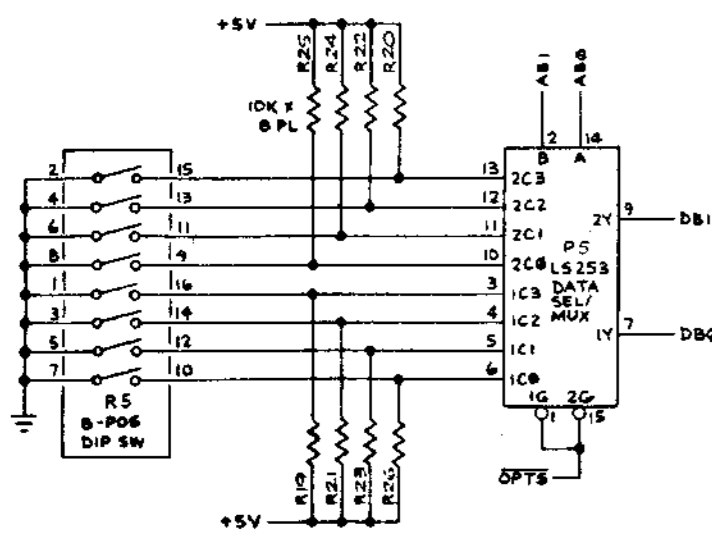 +5V
R25 R24 R22 R20
10K x
8 PL
AB1 AB0
2 14
B A
2 15 13 2C3
4 13 12 2C2
6 11 11 2C1
8 9 10 2C0
1 16 3 1C3
3 14 4 1C2
5 12 5 1C1
7 10 6 1C0
2Y 9 DB1
P5
LS253
DATA
SEL/
MUX
1Y 7 DB0
1G 2G
1 15
OPTS
R5
8-POS
DIP SW
R19 R21 R23 R26
+5V